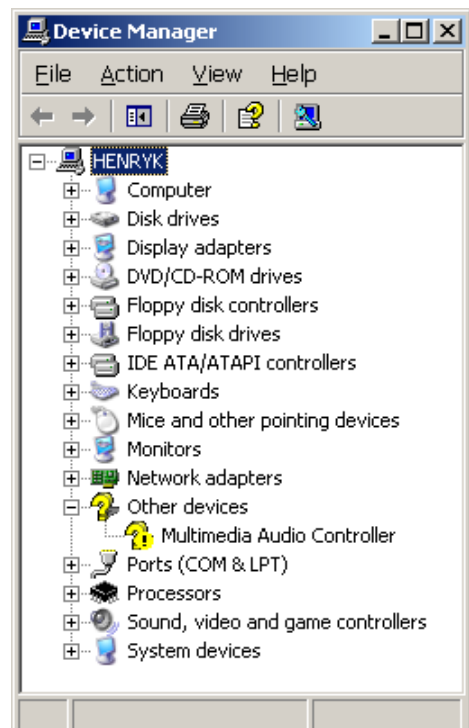 Device Manager
File Action View Help
HENRYK
Computer
Disk drives
Display adapters
DVD/CD-ROM drives
Floppy disk controllers
Floppy disk drives
IDE ATA/ATAPI controllers
Keyboards
Mice and other pointing devices
Monitors
Network adapters
Other devices
Multimedia Audio Controller
Ports (COM & LPT)
Processors
Sound, video and game controllers
System devices